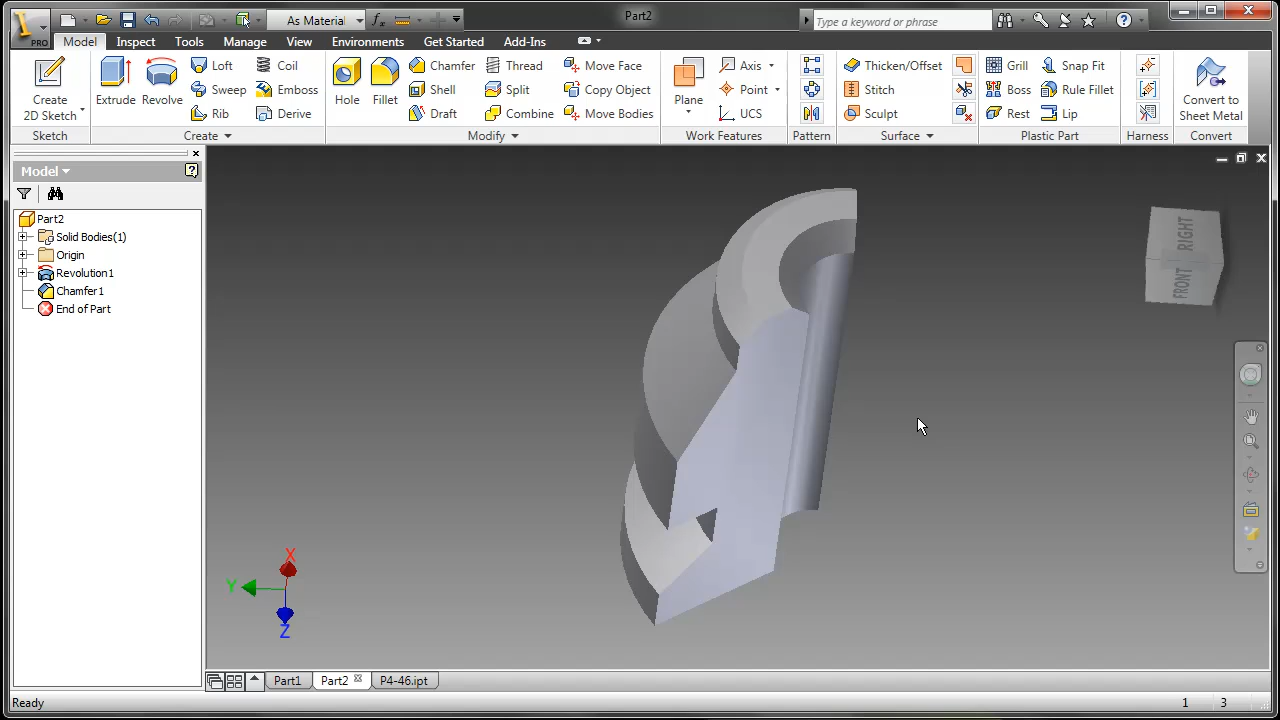 PRO
As Material
Part2
Type a keyword or phrase
Model
Inspect
Tools
Manage
View
Environments
Get Started
Add-Ins
Create
2D Sketch
Sketch
Extrude
Revolve
Loft
Coil
Sweep
Emboss
Rib
Derive
Create
Hole
Fillet
Chamfer
Thread
Move Face
Shell
Split
Copy Object
Draft
Combine
Move Bodies
Modify
Plane
Axis
Point
UCS
Work Features
Pattern
Thicken/Offset
Stitch
Sculpt
Surface
Grill
Snap Fit
Boss
Rule Fillet
Rest
Lip
Plastic Part
Harness
Convert to
Sheet Metal
Convert
Model
Part2
Solid Bodies(1)
Origin
Revolution1
Chamfer1
End of Part
RIGHT
FRONT
X
Y
Z
Part1
Part2
P4-46.ipt
Ready
1
3